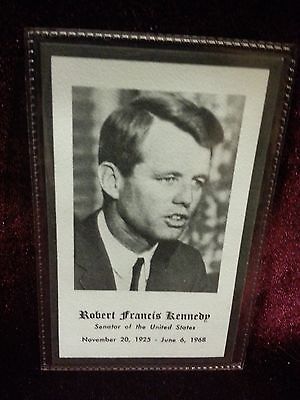 Robert Francis Kennedy
Senator of the United States
November 20, 1925 - June 6, 1968